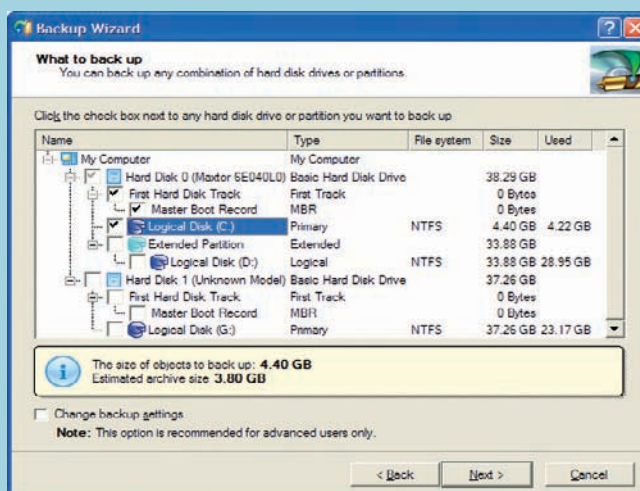 Backup Wizard
What to back up
You can back up any combination of hard disk drives or partitions.
Click the check box next to any hard disk drive or partition you want to back up
Name Type File system Size Used
My Computer My Computer
Hard Disk 0 (Maxtor 6E040L0) Basic Hard Disk Drive 38.29 GB
First Hard Disk Track First Track 0 Bytes
Master Boot Record MBR 0 Bytes
Logical Disk (C:) Primary NTFS 4.40 GB 4.22 GB
Extended Partition Extended 33.88 GB
Logical Disk (D:) Logical NTFS 33.88 GB 28.95 GB
Hard Disk 1 (Unknown Model) Basic Hard Disk Drive 37.26 GB
First Hard Disk Track First Track 0 Bytes
Master Boot Record MBR 0 Bytes
Logical Disk (G:) Primary NTFS 37.26 GB 23.17 GB
The size of objects to back up: 4.40 GB
Estimated archive size 3.80 GB
Change backup settings
Note: This option is recommended for advanced users only.
< Back Next > Cancel